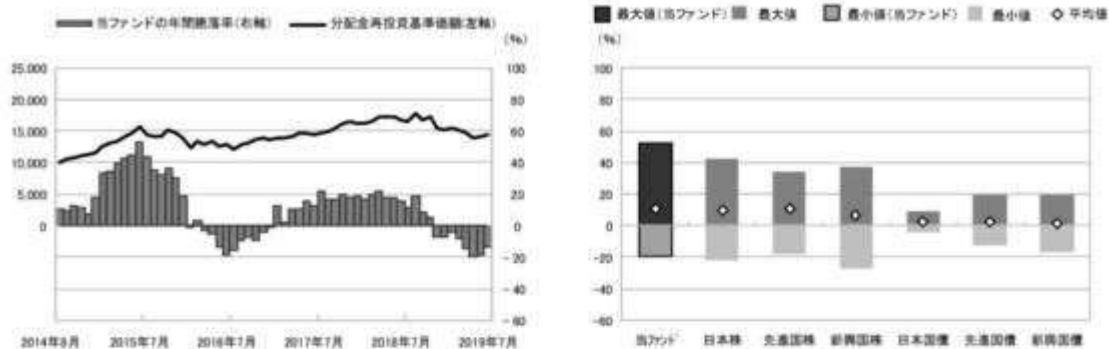 当ファンドの年間騰落率(右軸)
分配金再投資基準価額(左軸)
(%)
25,000
20,000
15,000
10,000
5,000
0
100
80
60
40
20
0
-20
-40
-60
2014年8月
2015年7月
2016年7月
2017年7月
2018年7月
2019年7月
最大値(当ファンド)
最大値
最小値(当ファンド)
最小値
平均値
(%)
100
80
60
40
20
0
-20
-40
-60
当ファンド
日本株
先進国株
新興国株
日本国債
先進国債
新興国債